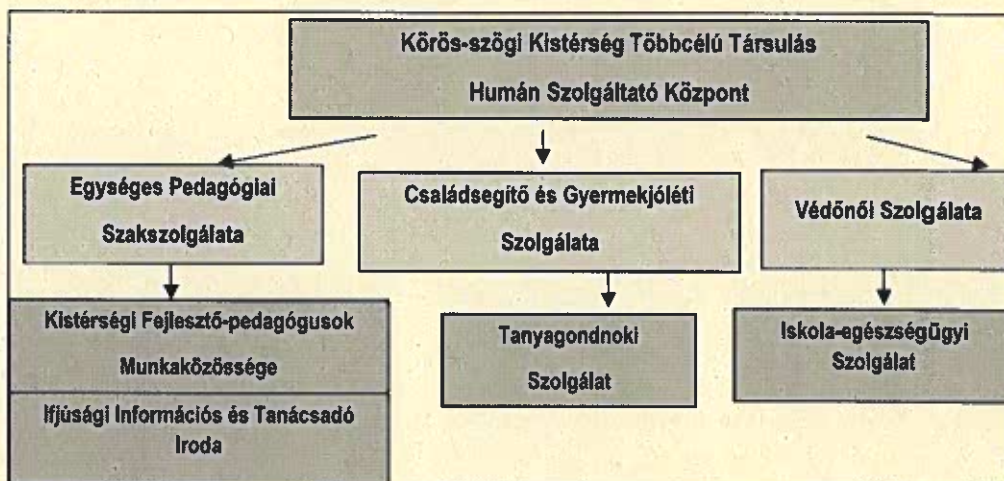 Körös-szögi Kistérség Többcélú Társulás
Humán Szolgáltató Központ
Egységes Pedagógiai
Szakszolgálata
Családsegítő és Gyermekjóléti
Szolgálata
Védőnői Szolgálata
Kistérségi Fejlesztő-pedagógusok
Munkaközössége
Ifjúsági Információs és Tanácsadó
Iroda
Tanyagondnoki
Szolgálat
Iskola-egészségügyi
Szolgálat